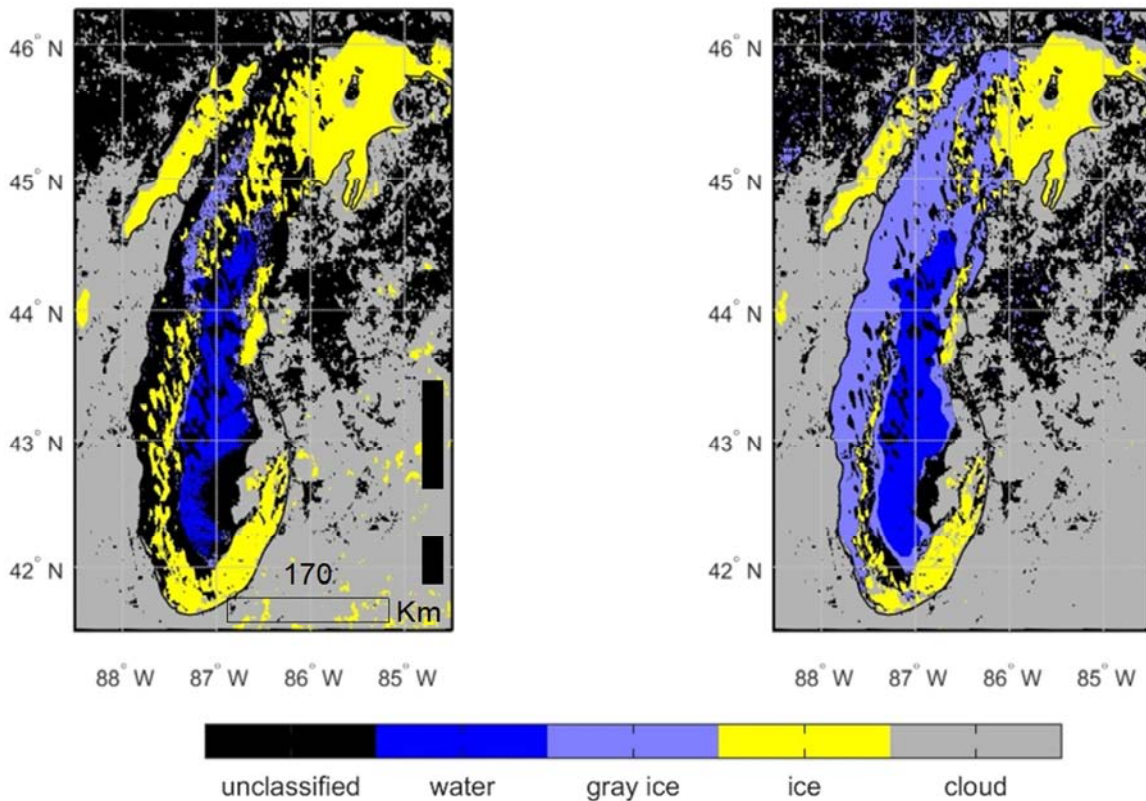 46° N
45° N
44° N
43° N
42° N
170
Km
88° W 87° W 86° W 85° W
46° N
45° N
44° N
43° N
42° N
88° W 87° W 86° W 85° W
unclassified water gray ice ice cloud